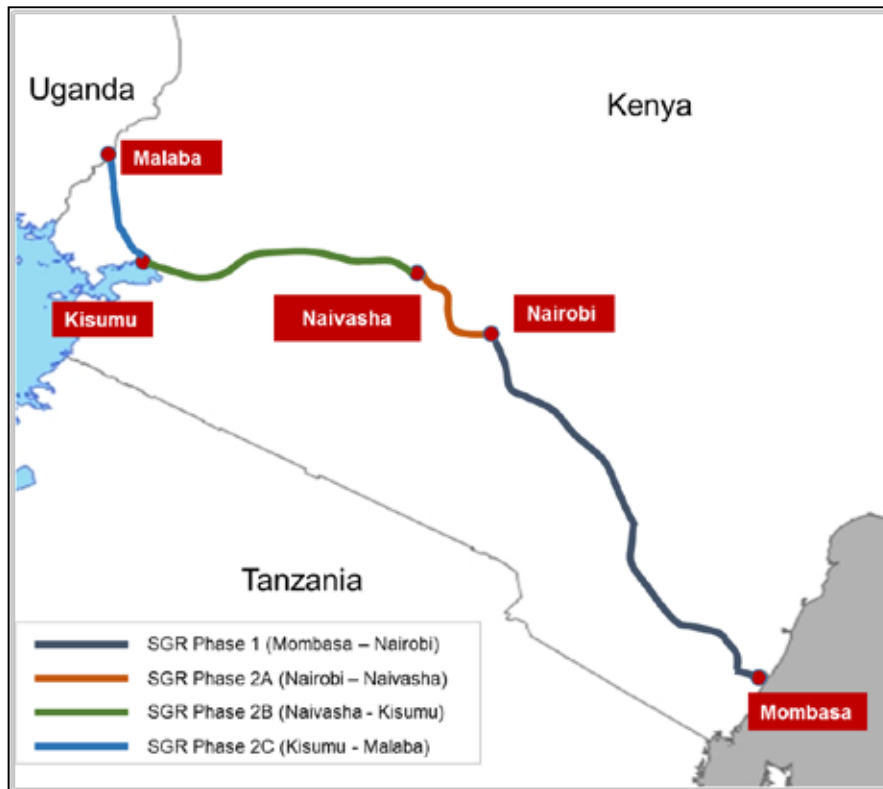 Uganda
Kenya
Malaba
Kisumu
Naivasha
Nairobi
Tanzania
Mombasa
SGR Phase 1 (Mombasa – Nairobi)
SGR Phase 2A (Nairobi – Naivasha)
SGR Phase 2B (Naivasha - Kisumu)
SGR Phase 2C (Kisumu - Malaba)